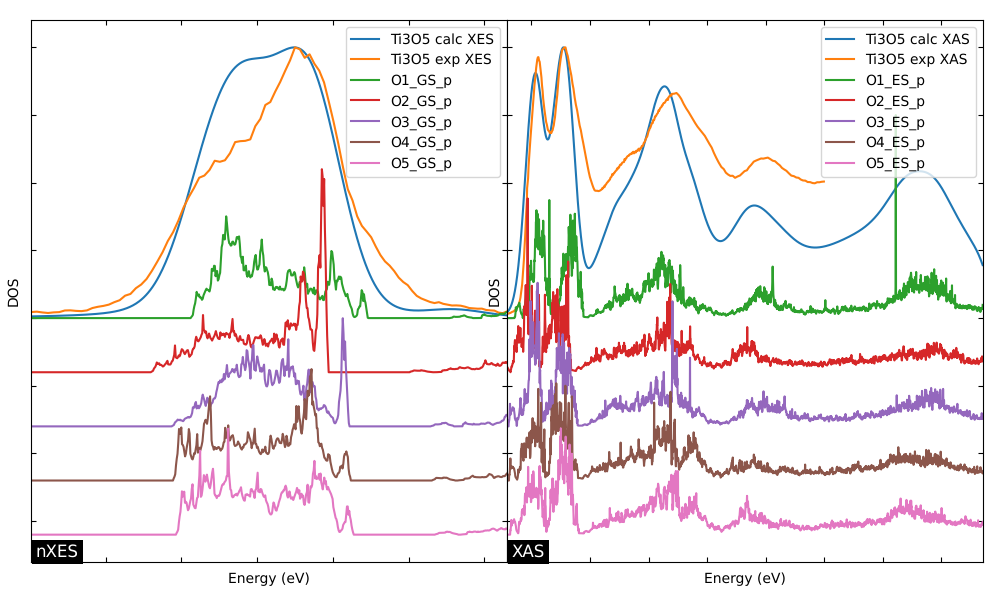 Ti3O5 calc XES
Ti3O5 exp XES
O1_GS_p
O2_GS_p
O3_GS_p
O4_GS_p
O5_GS_p
DOS
nXES
Energy (eV)
Ti3O5 calc XAS
Ti3O5 exp XAS
O1_ES_p
O2_ES_p
O3_ES_p
O4_ES_p
O5_ES_p
DOS
XAS
Energy (eV)